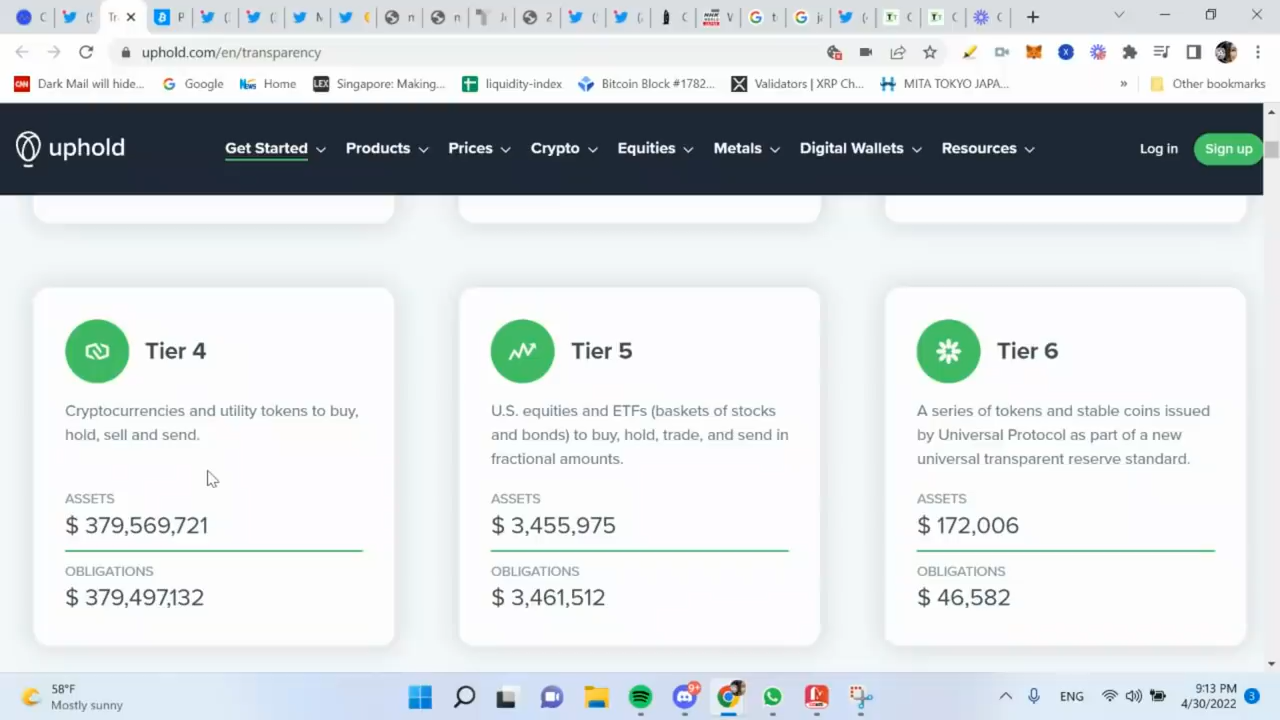 uphold.com/en/transparency
Dark Mail will hide...
Google
Home
Singapore: Making...
liquidity-index
Bitcoin Block #1782...
Validators | XRP Ch...
MITA TOKYO JAPA...
»
Other bookmarks
uphold
Get Started
Products
Prices
Crypto
Equities
Metals
Digital Wallets
Resources
Log in
Sign up
Tier 4
Cryptocurrencies and utility tokens to buy,
hold, sell and send.
ASSETS
$ 379,569,721
OBLIGATIONS
$ 379,497,132
Tier 5
U.S. equities and ETFs (baskets of stocks
and bonds) to buy, hold, trade, and send in
fractional amounts.
ASSETS
$ 3,455,975
OBLIGATIONS
$ 3,461,512
Tier 6
A series of tokens and stable coins issued
by Universal Protocol as part of a new
universal transparent reserve standard.
ASSETS
$ 172,006
OBLIGATIONS
$ 46,582
58°F
Mostly sunny
9+
ENG
9:13 PM
4/30/2022
3